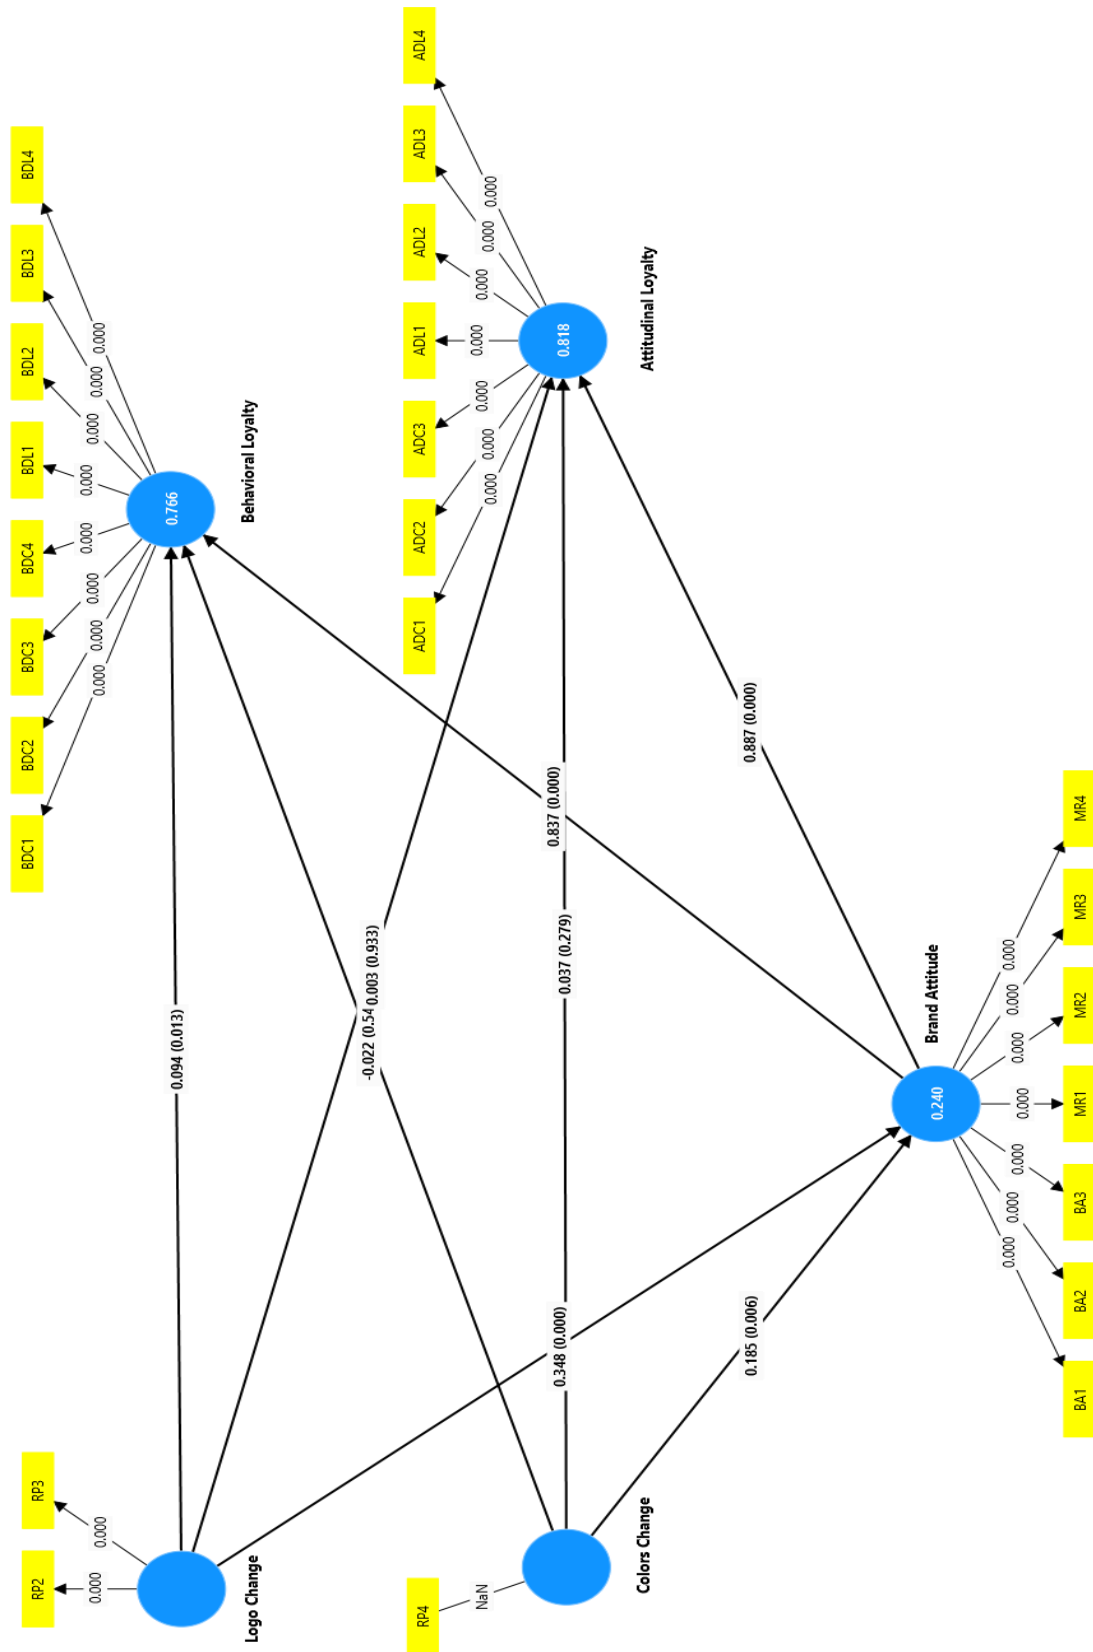 RP2
RP3
0.000
0.000
Logo Change
RP4
NaN
Colors Change
BDC1
BDC2
BDC3
BDC4
BDL1
BDL2
BDL3
BDL4
0.000
0.000
0.000
0.000
0.000
0.000
0.000
0.000
0.766
Behavioral Loyalty
ADC1
ADC2
ADC3
ADL1
ADL2
ADL3
ADL4
0.000
0.000
0.000
0.000
0.000
0.000
0.000
0.818
Attitudinal Loyalty
0.094 (0.013)
-0.022 (0.54
0.003 (0.933)
0.837 (0.000)
0.037 (0.279)
0.348 (0.000)
0.887 (0.000)
0.185 (0.006)
Brand Attitude
0.240
0.000
0.000
0.000
0.000
0.000
0.000
0.000
BA1
BA2
BA3
MR1
MR2
MR3
MR4